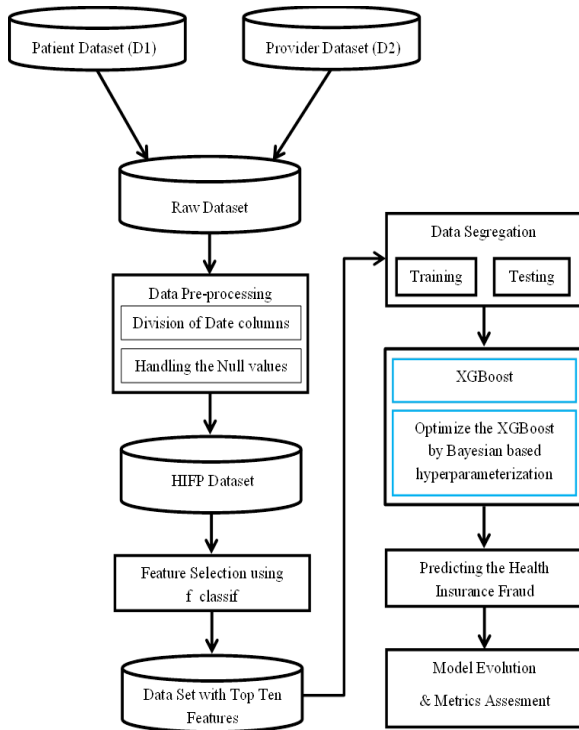 Patient Dataset (D1)
Provider Dataset (D2)
Raw Dataset
Data Pre-processing
Division of Date columns
Handling the Null values
HIFP Dataset
Feature Selection using
f classif
Data Set with Top Ten
Features
Data Segregation
Training
Testing
XGBoost
Optimize the XGBoost
by Bayesian based
hyperparameterization
Predicting the Health
Insurance Fraud
Model Evolution
& Metrics Assesment